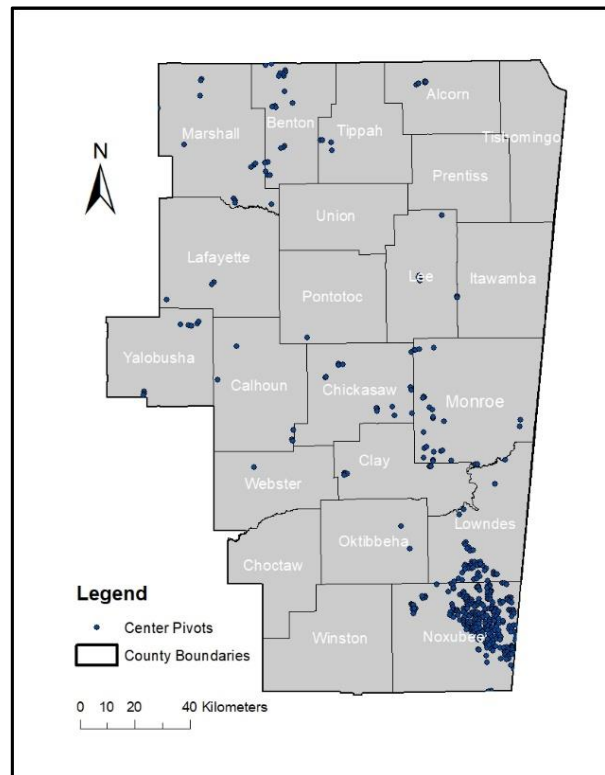 Alcorn
Benton
Tippah
Marshall
Tishomingo
N
Prentiss
Union
Lafayette
Lee
Itawamba
Pontotoc
Yalobusha
Calhoun
Chickasaw
Monroe
Clay
Webster
Lowndes
Oktibbeha
Choctaw
Legend
Center Pivots
Winston
Noxubee
County Boundaries
0 10 20 40 Kilometers